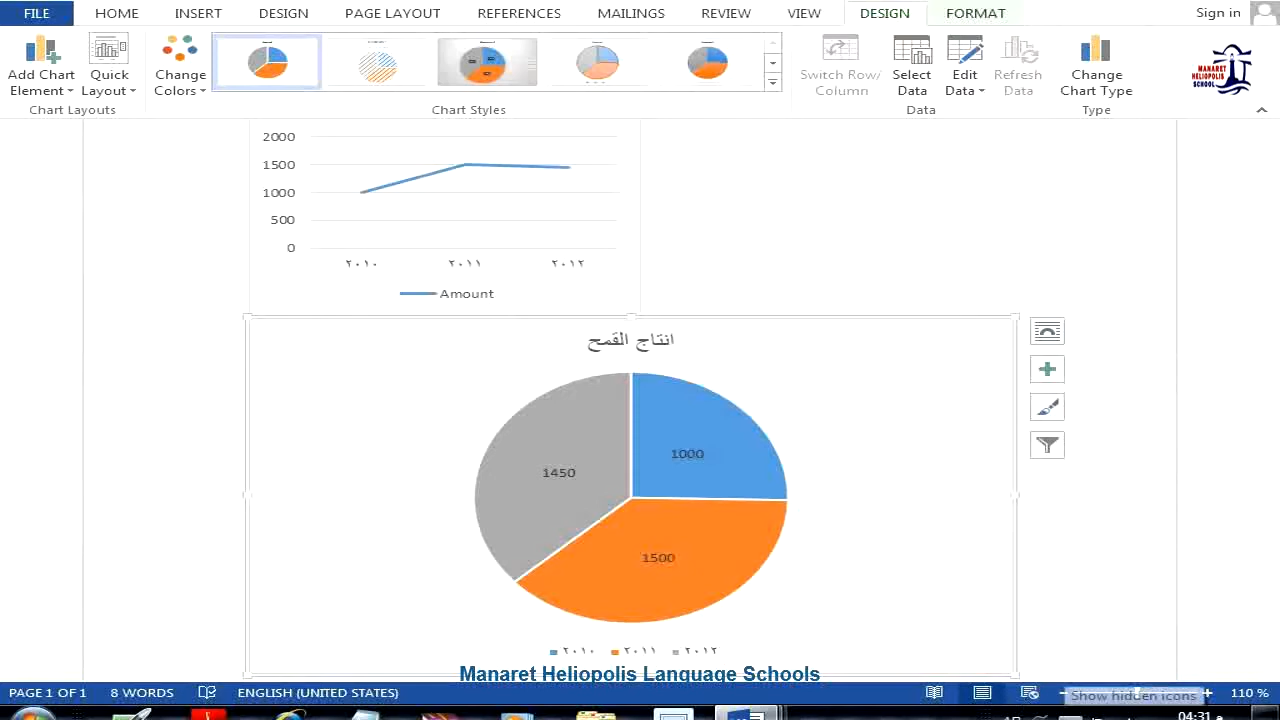 FILE HOME INSERT DESIGN PAGE LAYOUT REFERENCES MAILINGS REVIEW VIEW DESIGN FORMAT Sign in
Add Chart Element
Quick Layout
Change Colors
Switch Row/ Column
Select Data
Edit Data
Refresh Data
Change Chart Type
MANARET
HELIOPOLIS
SCHOOL
Chart Layouts Chart Styles Data Type
2000
1500
1000
500
0
٢٠١٠ ٢٠١١ ٢٠١٢
Amount
انتاج القمح
1000
1450
1500
٢٠١٠ ٢٠١١ ٢٠١٢
Manaret Heliopolis Language Schools
PAGE 1 OF 1 8 WORDS ENGLISH (UNITED STATES) 110 %
Show hidden icons
04:31